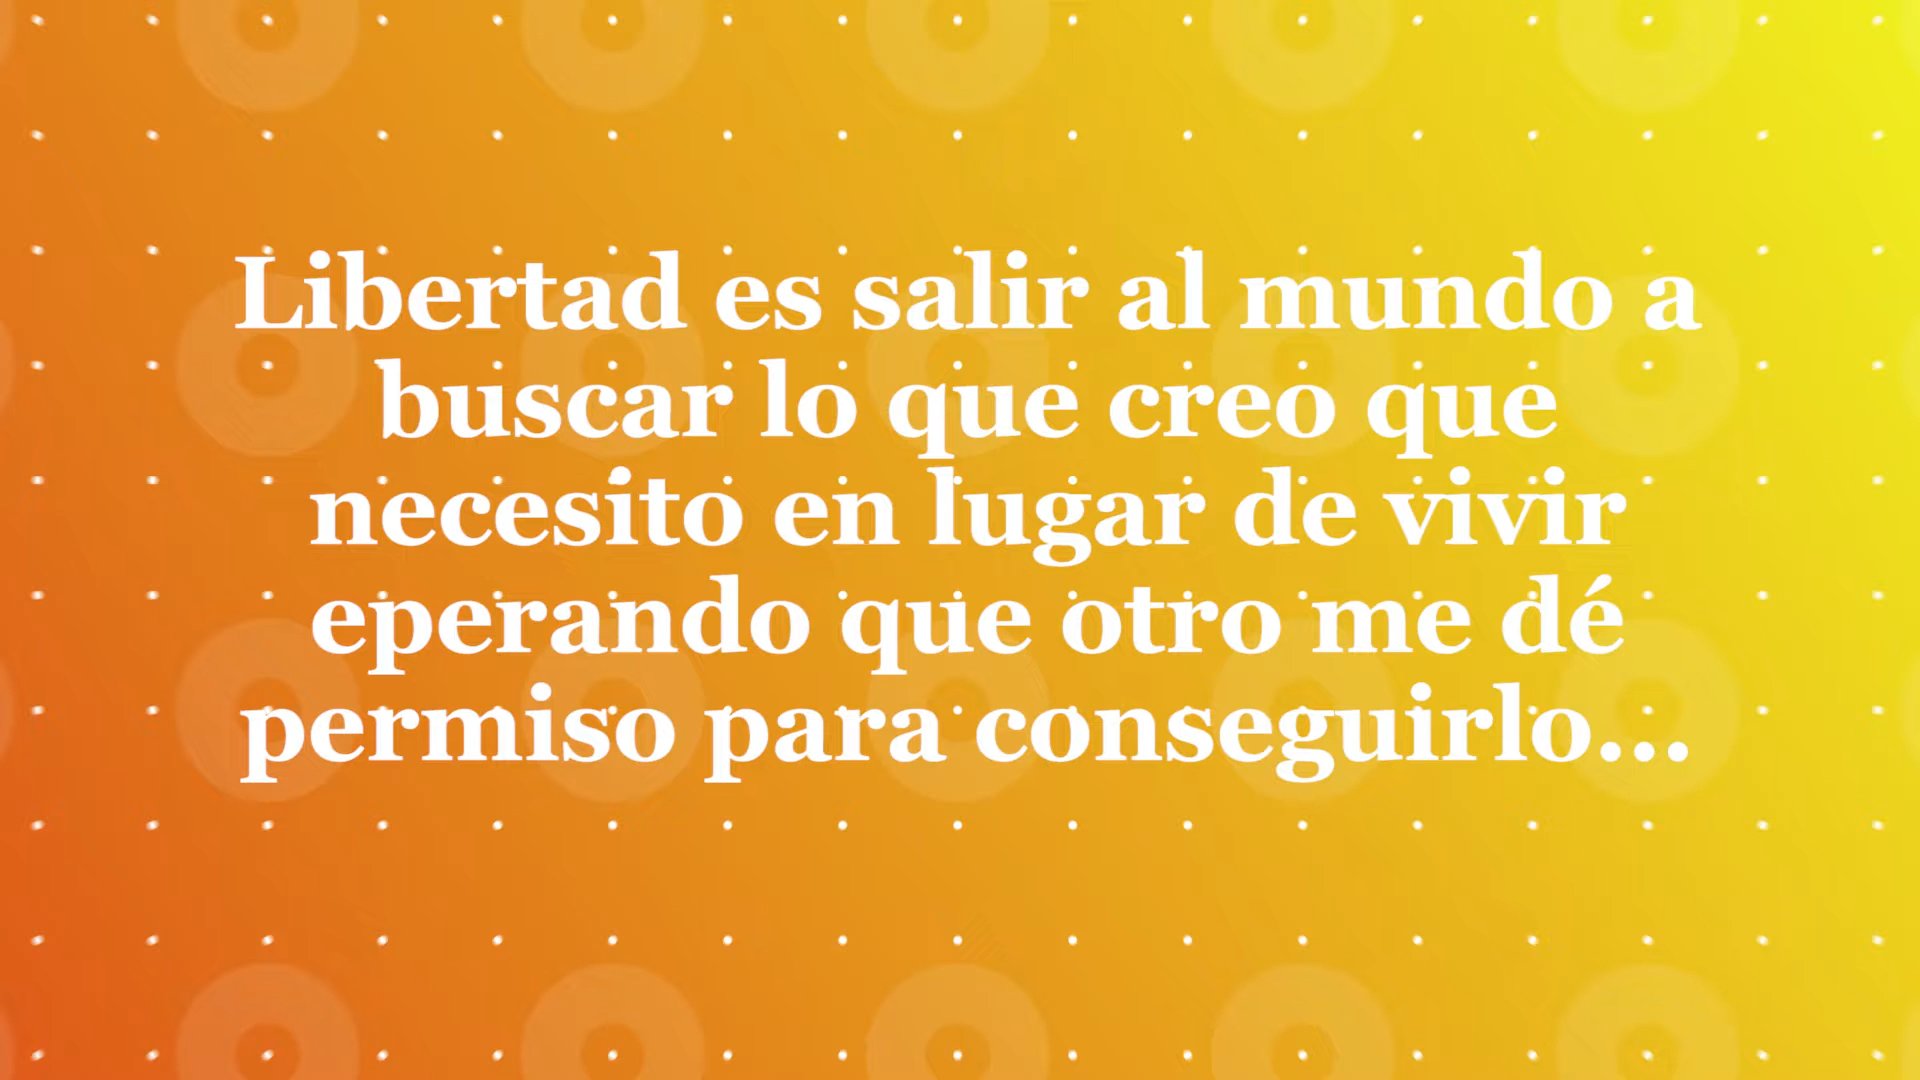 Libertad es salir al mundo a
buscar lo que creo que
necesito en lugar de vivir
eperando que otro me dé
permiso para conseguirlo...